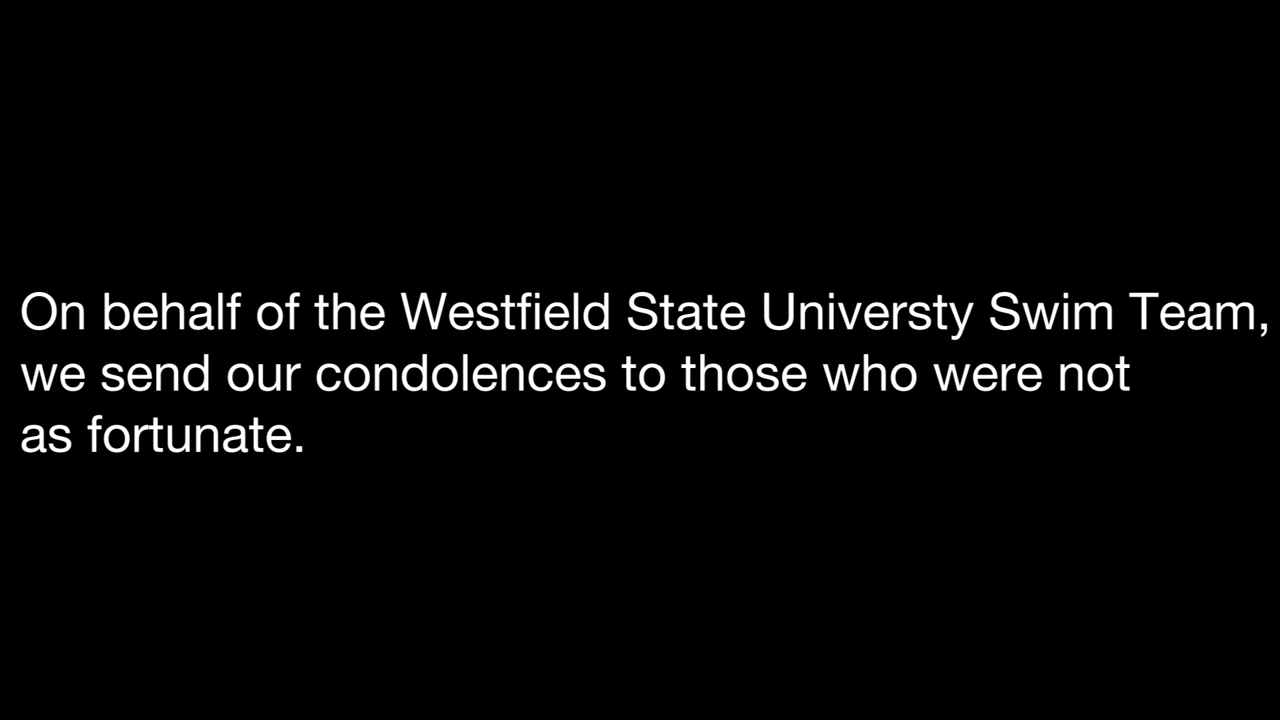 On behalf of the Westfield State Universty Swim Team,
we send our condolences to those who were not
as fortunate.